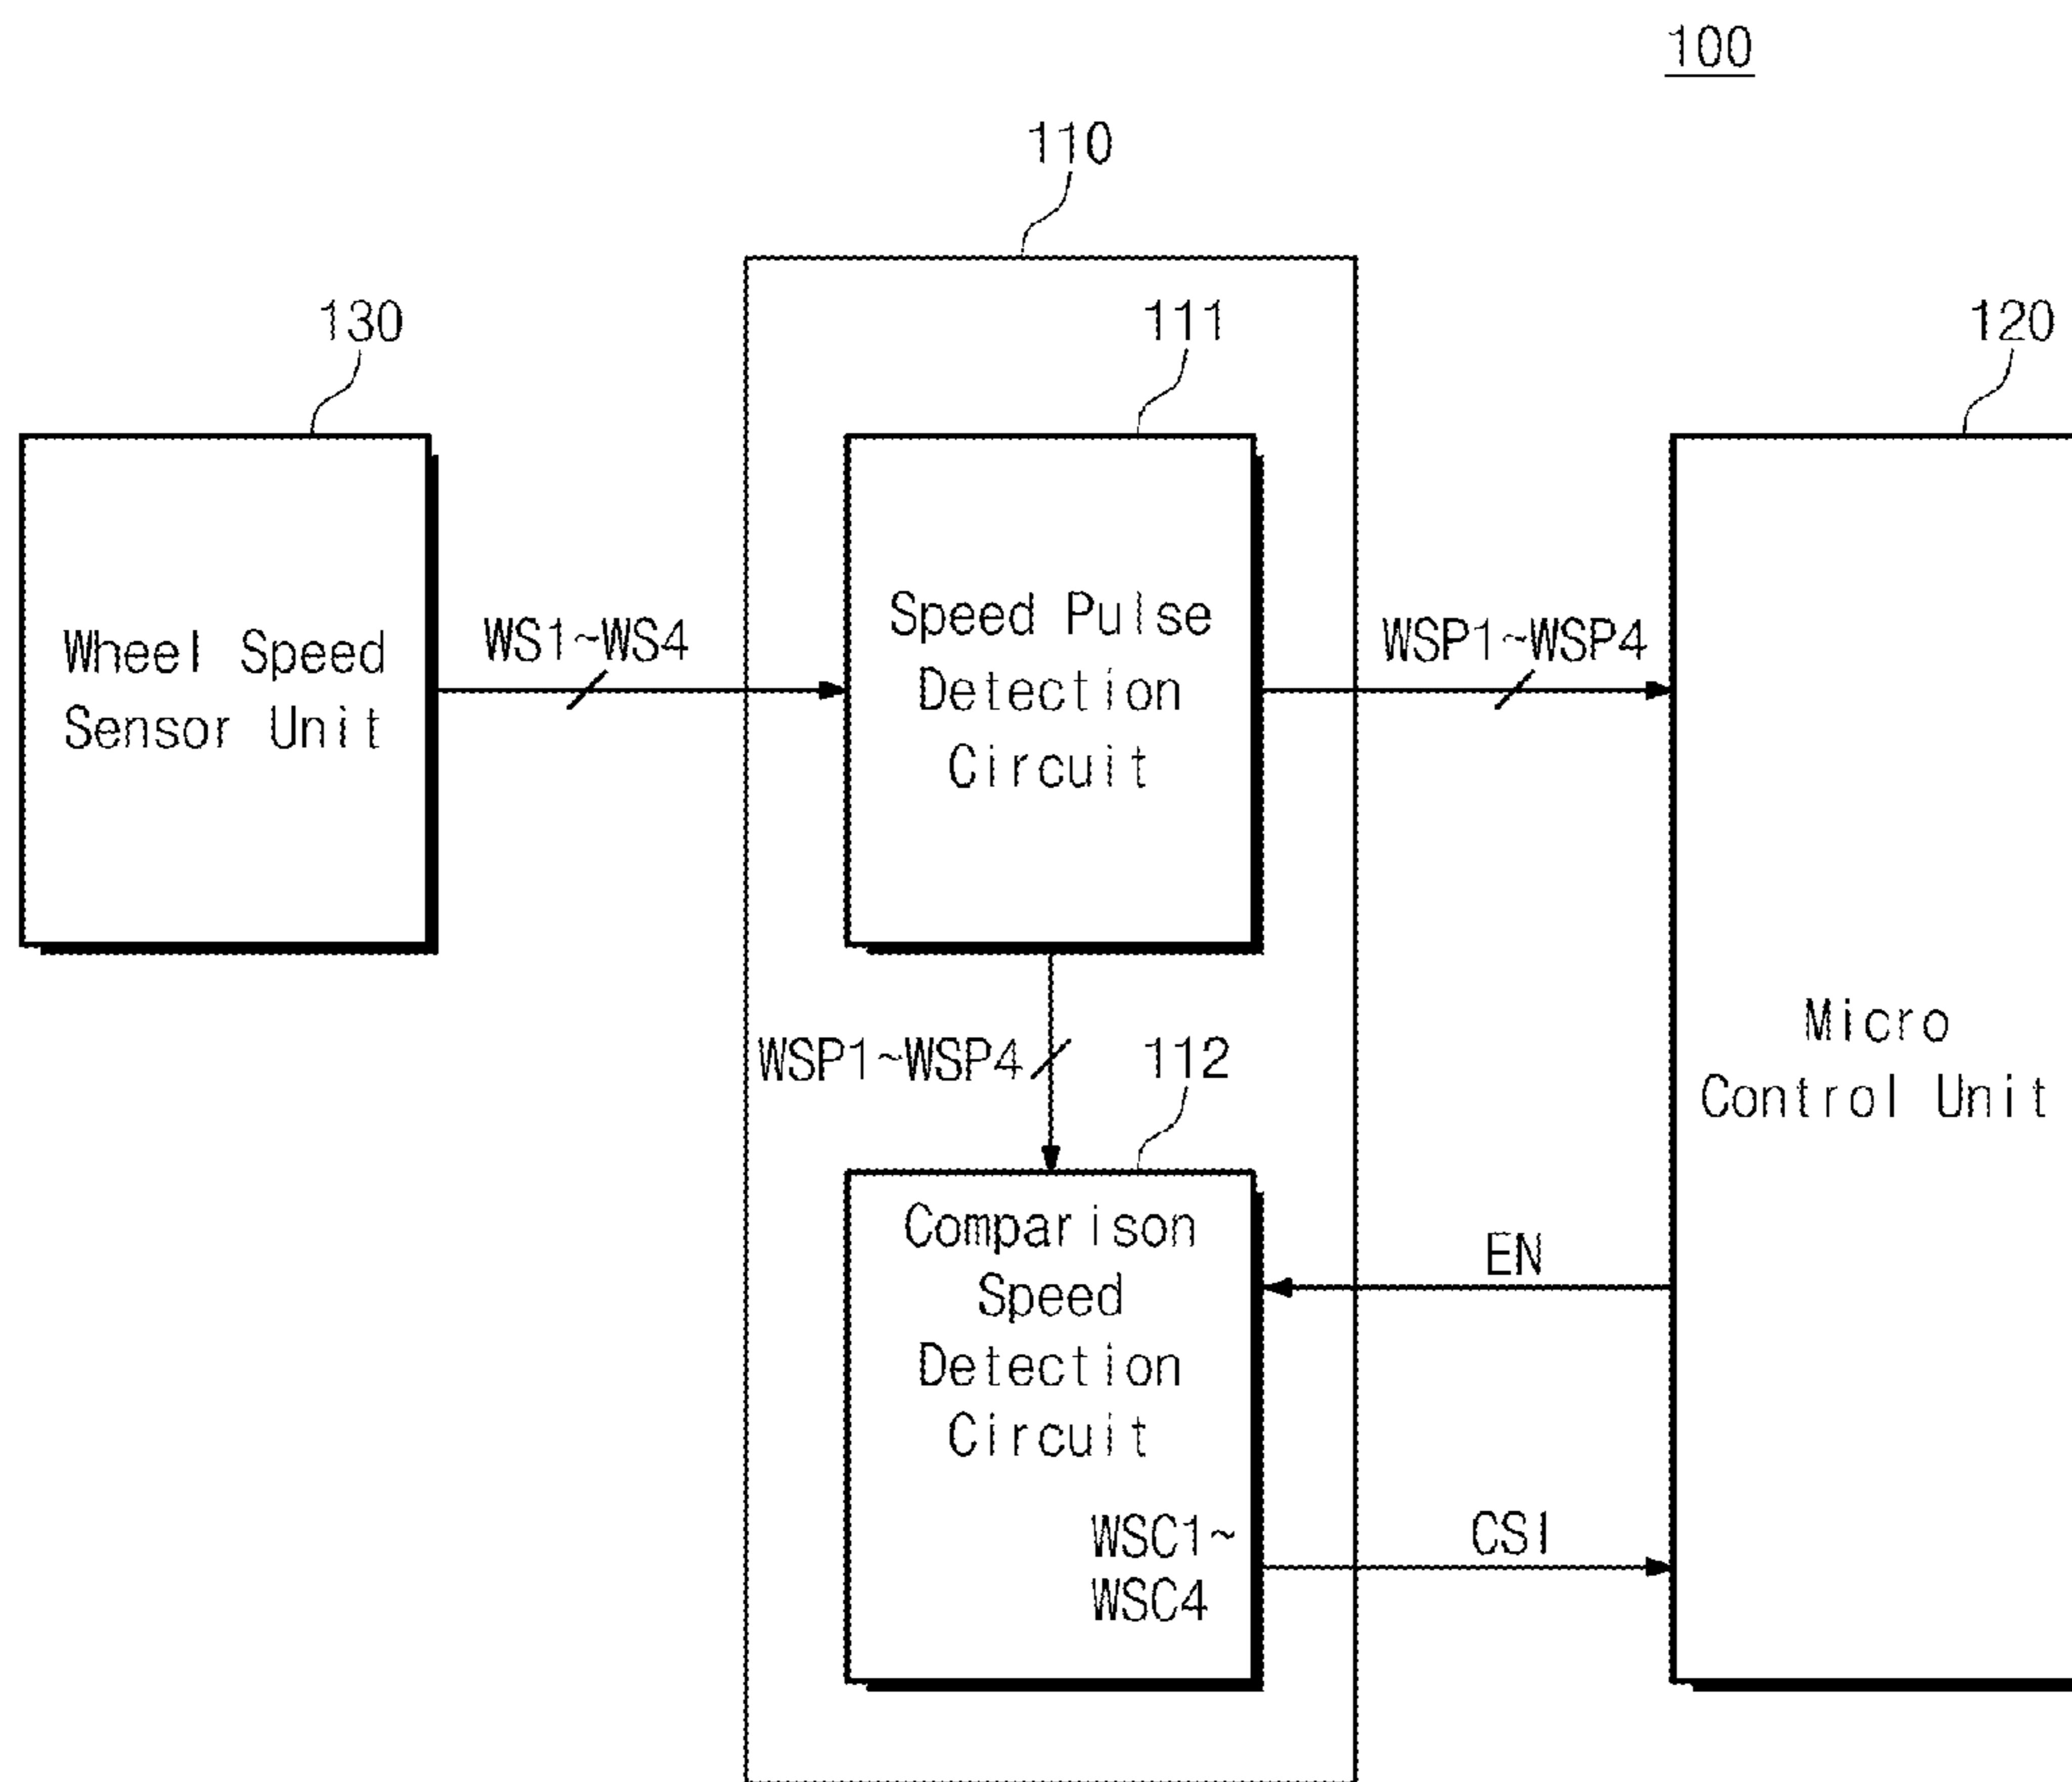 100
110
130
111
120
Wheel Speed
Sensor Unit
WS1~WS4
Speed Pulse
Detection
Circuit
WSP1~WSP4
WSP1~WSP4
112
Micro
Control Unit
Comparison
Speed
Detection
Circuit
WSC1~
WSC4
EN
CSI